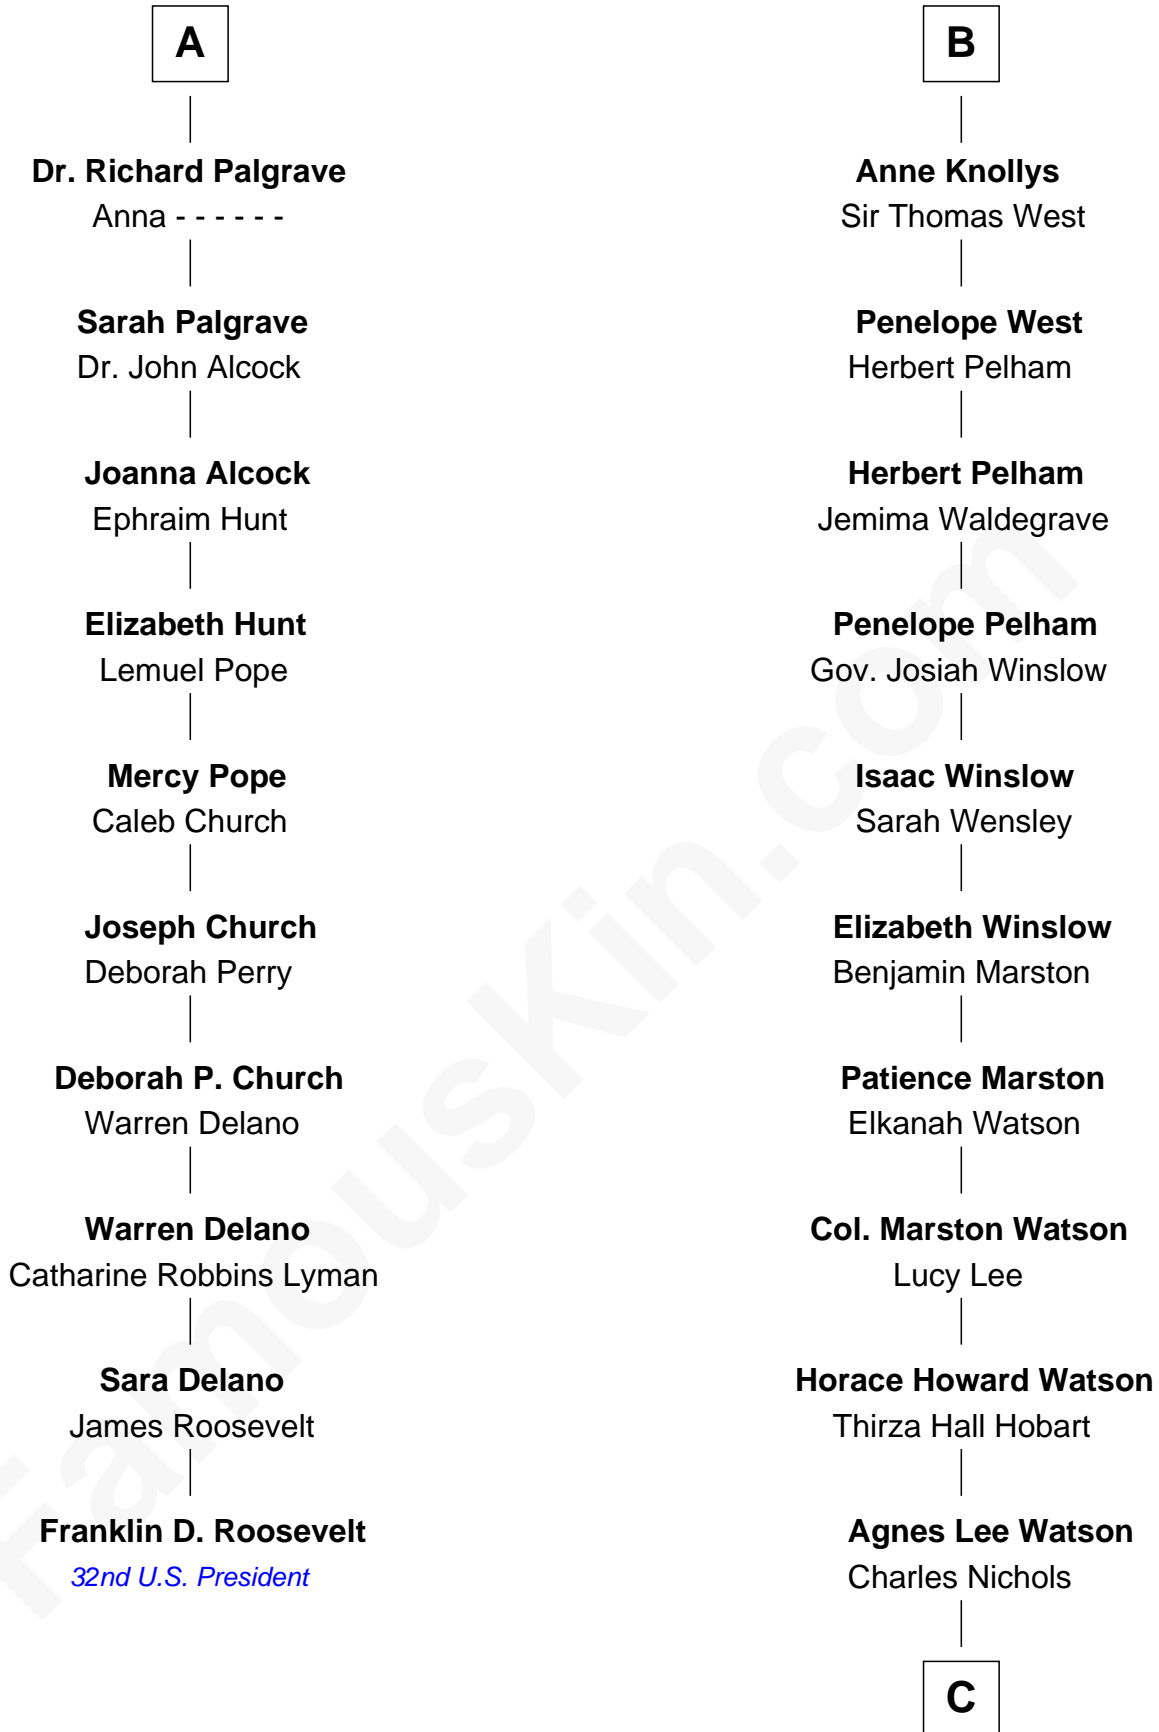 A
Dr. Richard Palgrave
Anna - - - - - -
Sarah Palgrave
Dr. John Alcock
Joanna Alcock
Ephraim Hunt
Elizabeth Hunt
Lemuel Pope
Mercy Pope
Caleb Church
Joseph Church
Deborah Perry
Deborah P. Church
Warren Delano
Warren Delano
Catharine Robbins Lyman
Sara Delano
James Roosevelt
Franklin D. Roosevelt
32nd U.S. President
B
Anne Knollys
Sir Thomas West
Penelope West
Herbert Pelham
Herbert Pelham
Jemima Waldegrave
Penelope Pelham
Gov. Josiah Winslow
Isaac Winslow
Sarah Wensley
Elizabeth Winslow
Benjamin Marston
Patience Marston
Elkanah Watson
Col. Marston Watson
Lucy Lee
Horace Howard Watson
Thirza Hall Hobart
Agnes Lee Watson
Charles Nichols
C
FamousKin.com